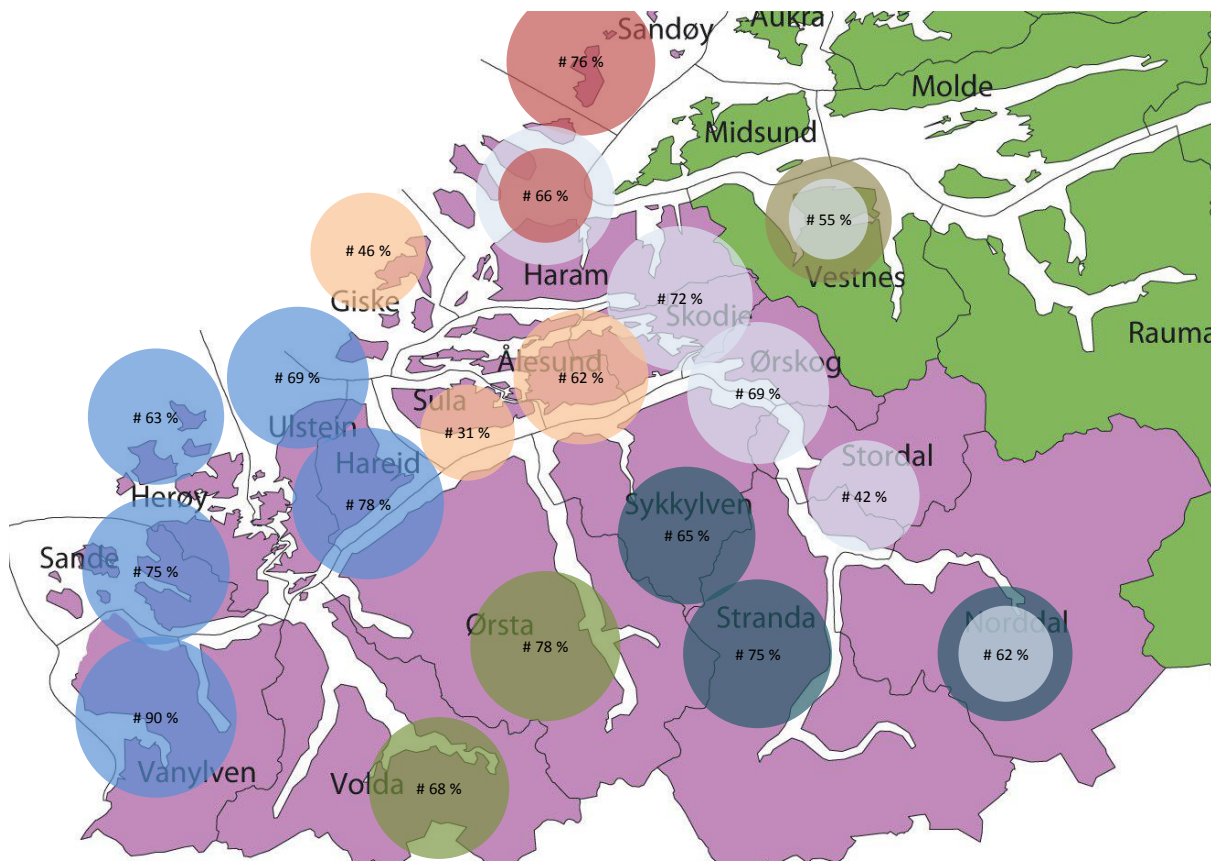 Aukra
Sandøy
# 76 %
Molde
Midsund
# 66 %
# 55 %
# 46 %
Haram
Vestnes
Giske
# 72 %
Skodje
Rauma
Ålesund
Ørskog
# 69 %
# 62 %
# 69 %
Sula
# 63 %
Ulstein
# 31 %
Hareid
Stordal
Herøy
# 78 %
# 42 %
Sykkylven
# 65 %
Sande
# 75 %
Ørsta
Stranda
Norddal
# 78 %
# 75 %
# 62 %
# 90 %
Vanylven
Volda
# 68 %